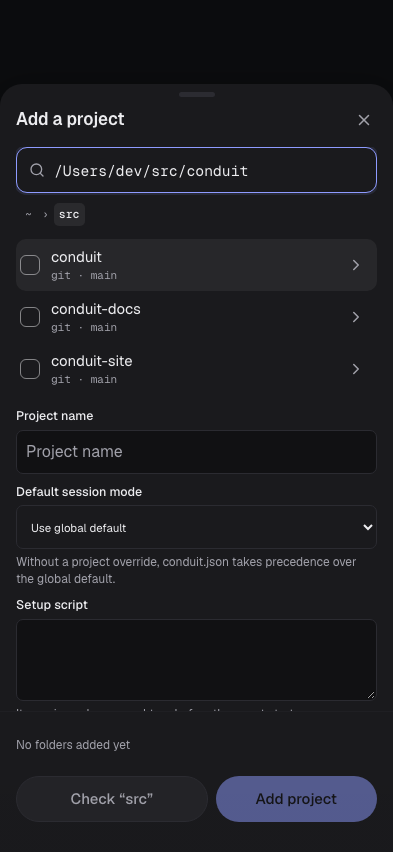 Add a project
/Users/dev/src/conduit
~ › src
conduit
git · main
conduit-docs
git · main
conduit-site
git · main
Project name
Project name
Default session mode
Use global default
Without a project override, conduit.json takes precedence over
the global default.
Setup script
No folders added yet
Check “src”
Add project